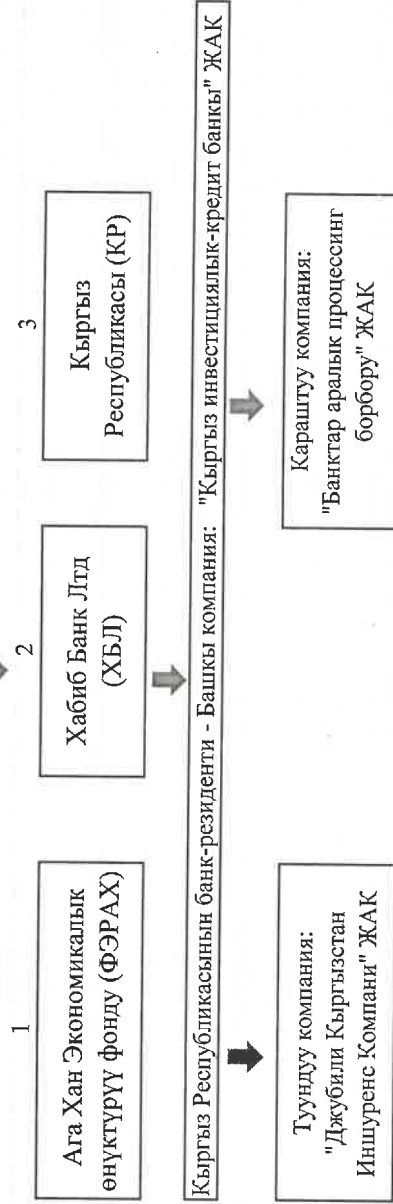 1
Ага Хан Экономикалык
өнүктүрүү фонду (ФЭРАХ)
2
Хабиб Банк Лтд
(ХБЛ)
3
Кыргыз
Республикасы (КР)
Кыргыз Республикасынын банк-резиденти - Башкы компания: "Кыргыз инвестициялык-кредит банкы" ЖАК
Туундуу компания:
"Джубили Кыргызстан
Иншуренс Компани" ЖАК
Караштуу компания:
"Банктар аралык процессинг
борбору" ЖАК